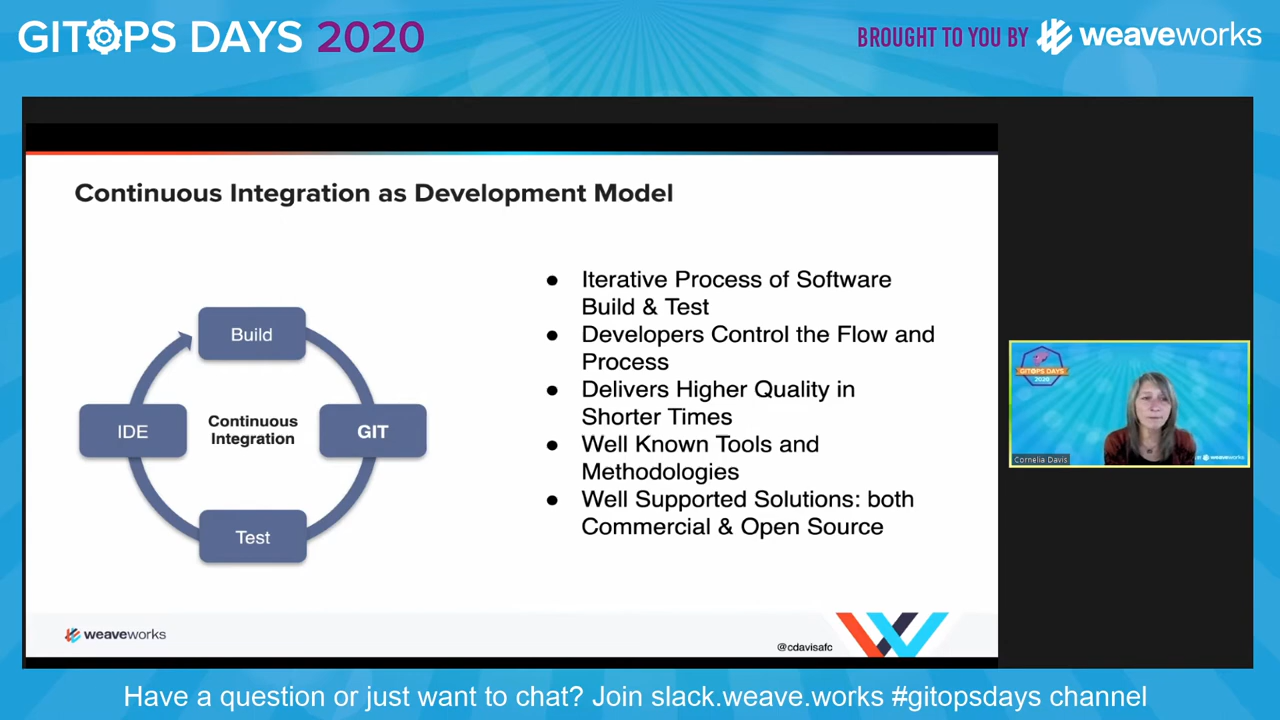 GITOPS DAYS 2020
BROUGHT TO YOU BY weaveworks
Continuous Integration as Development Model
Build
IDE
Continuous
Integration
GIT
Test
● Iterative Process of Software
Build & Test
● Developers Control the Flow and
Process
● Delivers Higher Quality in
Shorter Times
● Well Known Tools and
Methodologies
● Well Supported Solutions: both
Commercial & Open Source
weaveworks
@cdavisafc
GITOPS DAYS
2020
Cornelia Davis
weaveworks
Have a question or just want to chat? Join slack.weave.works #gitopsdays channel